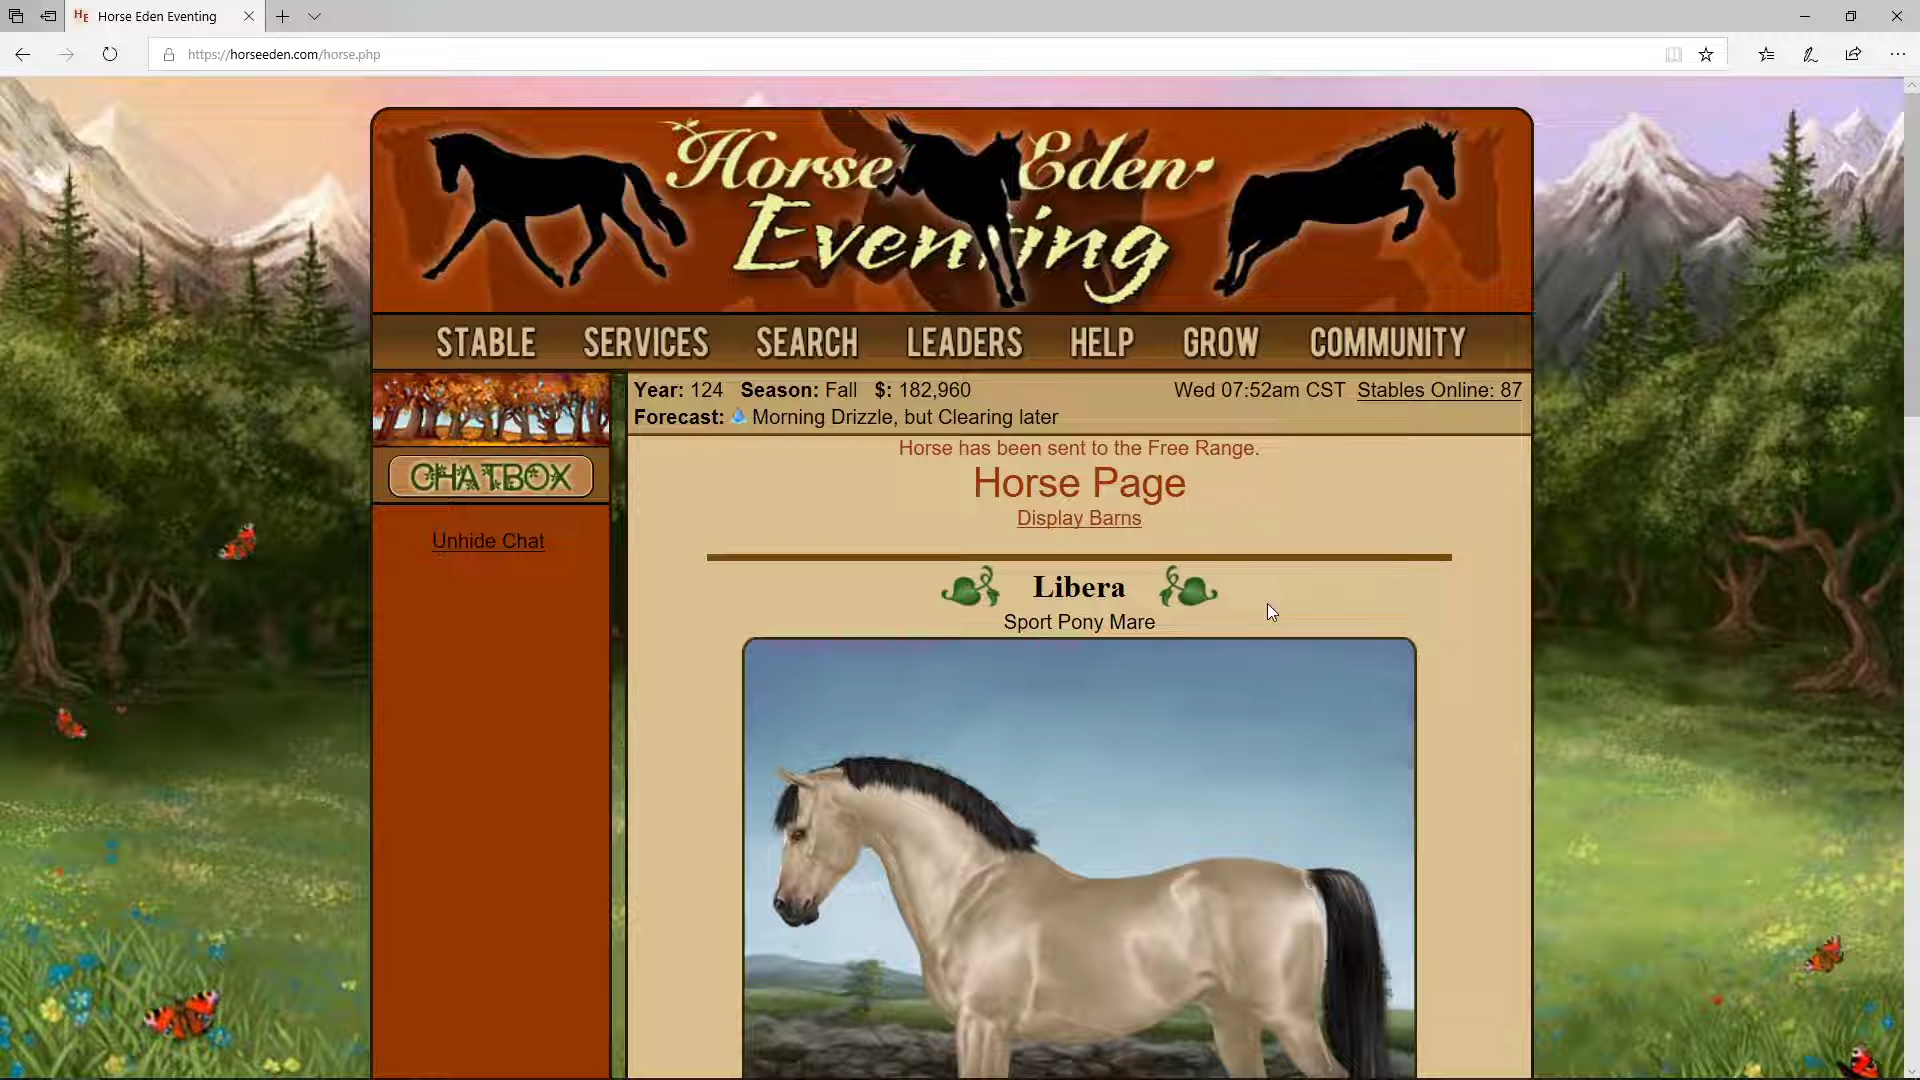 HE Horse Eden Eventing
https://horseeden.com/horse.php
Horse Eden
Eventing
STABLE SERVICES SEARCH LEADERS HELP GROW COMMUNITY
Year: 124 Season: Fall $: 182,960 Wed 07:52am CST Stables Online: 87
Forecast: Morning Drizzle, but Clearing later
CHATBOX
Unhide Chat
Horse has been sent to the Free Range.
Horse Page
Display Barns
Libera
Sport Pony Mare